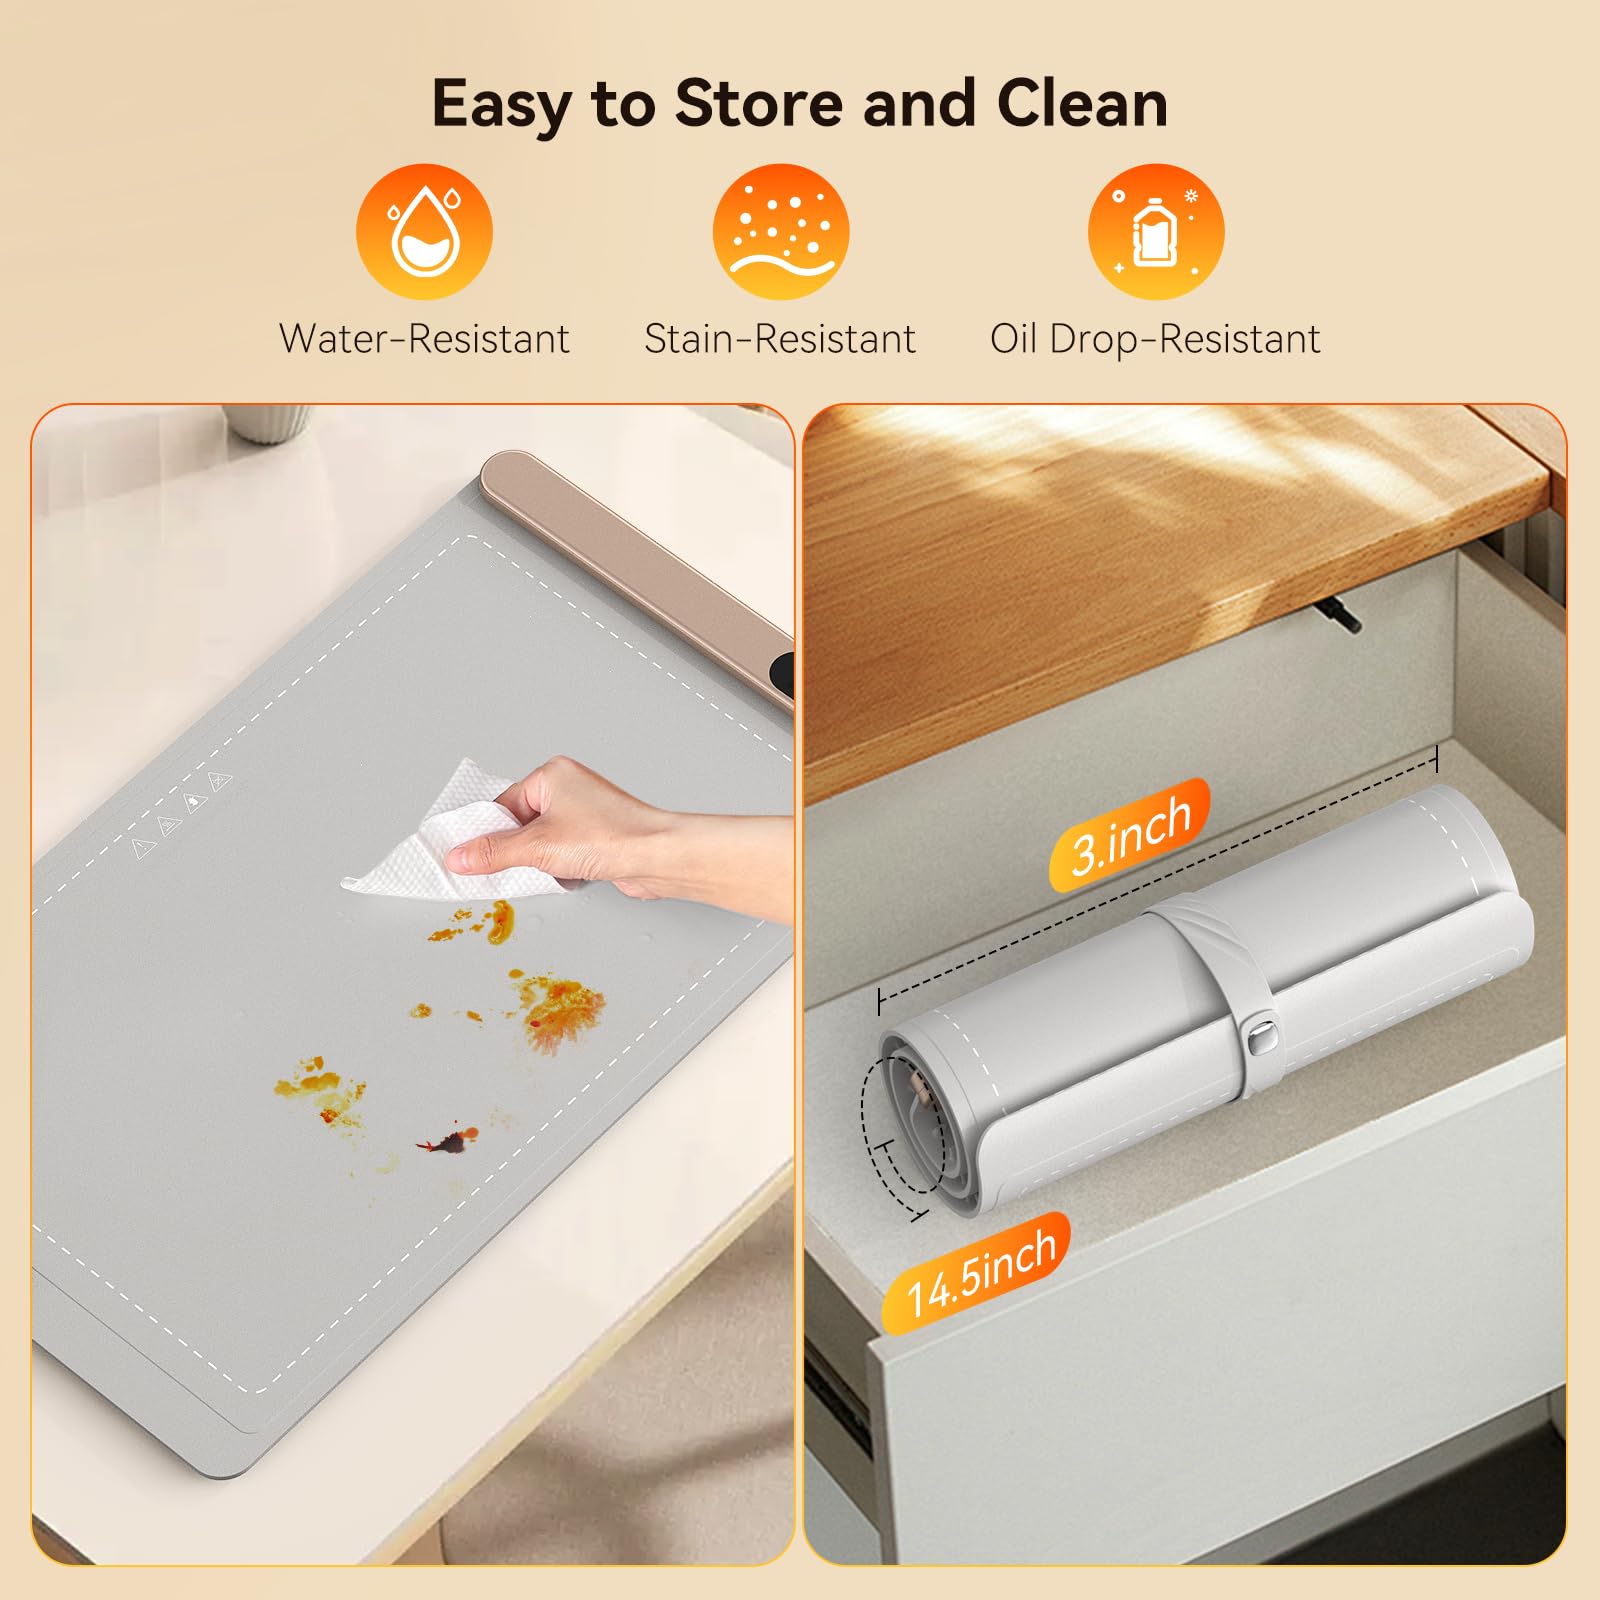 Easy to Store and Clean
Water-Resistant
Stain-Resistant
Oil Drop-Resistant
3.inch
14.5inch